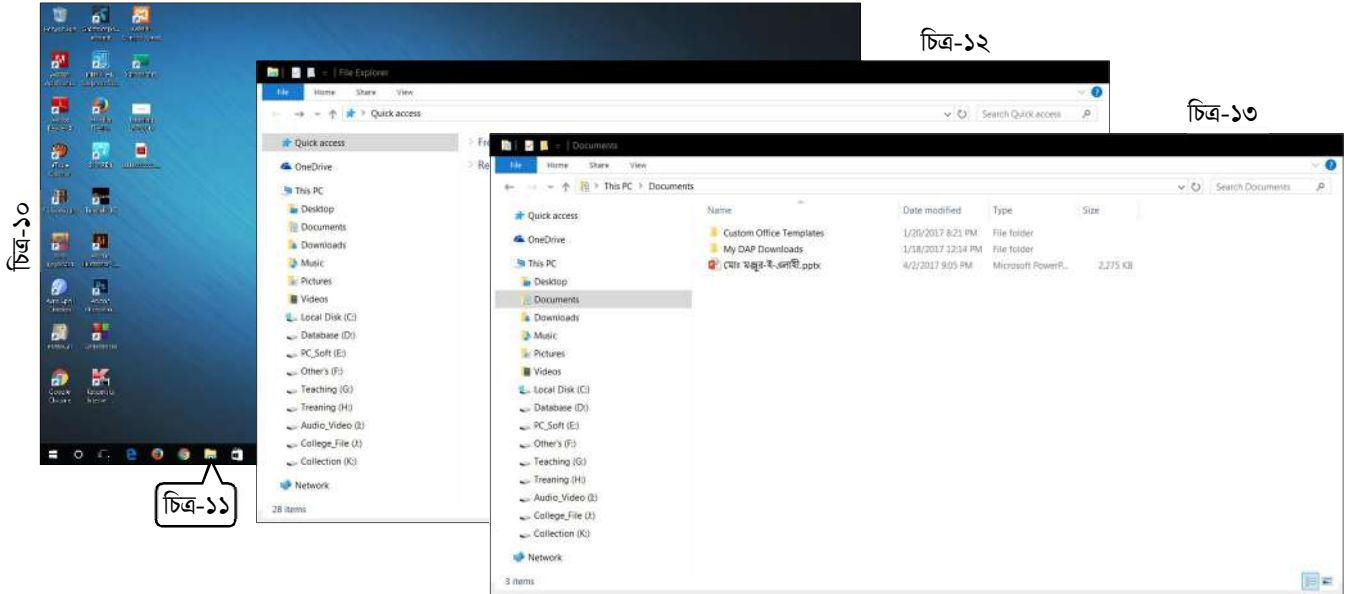 চিত্র-১০
চিত্র-১১
Google
Chrome
চিত্র-১২
File Explorer
File Home Share View
Quick access
Search Quick access
Quick access
OneDrive
This PC
Desktop
Documents
Downloads
Music
Pictures
Videos
Local Disk (C:)
Database (D:)
PC_Soft (E:)
Other's (F:)
Teaching (G:)
Treaning (H:)
Audio_Video (I:)
College_File (J:)
Collection (K:)
Network
28 items
চিত্র-১৩
Documents
File Home Share View
This PC > Documents
Search Documents
Name Date modified Type Size
Custom Office Templates 1/20/2017 8:21 PM File folder
My DAP Downloads 1/18/2017 12:14 PM File folder
মোঃ মঞ্জুর-ই-এলাহী.pptx 4/2/2017 9:05 PM Microsoft PowerP... 2,275 KB
Quick access
OneDrive
This PC
Desktop
Documents
Downloads
Music
Pictures
Videos
Local Disk (C:)
Database (D:)
PC_Soft (E:)
Other's (F:)
Teaching (G:)
Treaning (H:)
Audio_Video (I:)
College_File (J:)
Collection (K:)
Network
3 items